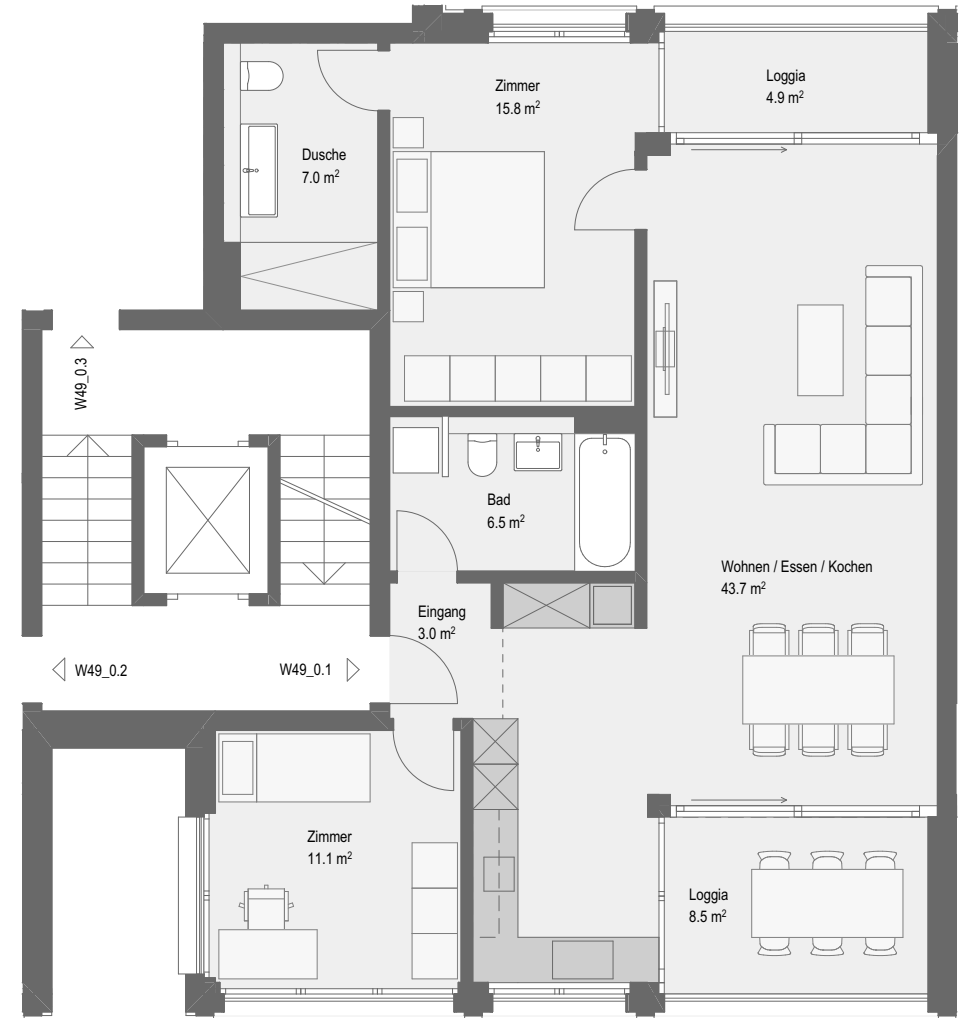 Zimmer
15.8 m²
Loggia
4.9 m²
Dusche
7.0 m²
W49_0.3
Bad
6.5 m²
Wohnen / Essen / Kochen
43.7 m²
Eingang
3.0 m²
W49_0.2
W49_0.1
Zimmer
11.1 m²
Loggia
8.5 m²